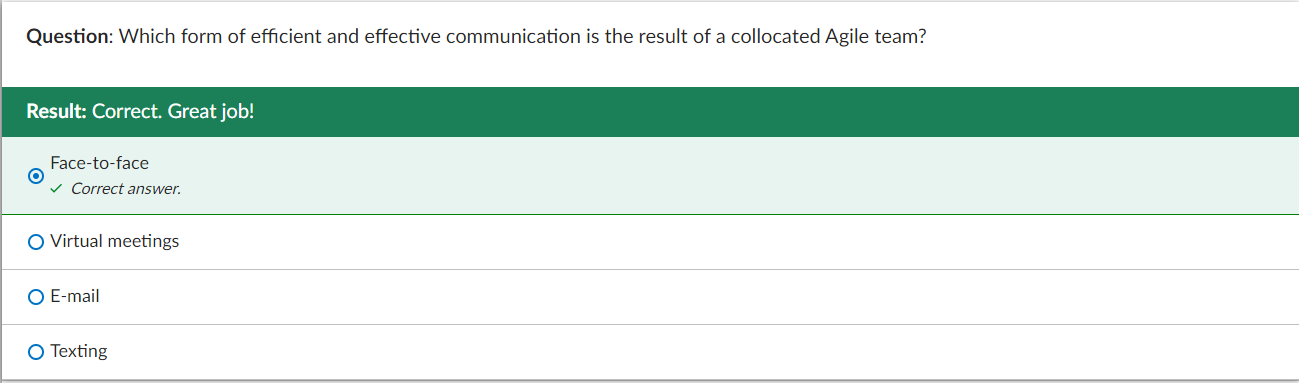 Question: Which form of efficient and effective communication is the result of a collocated Agile team?
Result: Correct. Great job!
Face-to-face
✓ Correct answer.
Virtual meetings
E-mail
Texting